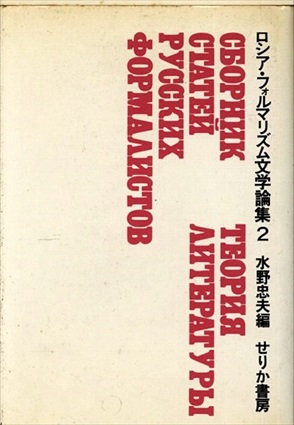 ロシア・フォルマリズム文学論集 2 水野忠夫編 せりか書房
СБОРНИК
СТАТЕЙ
РУССКИХ
ФОРМАЛИСТОВ
ТЕОРИЯ
ЛИТЕРАТУРЫ